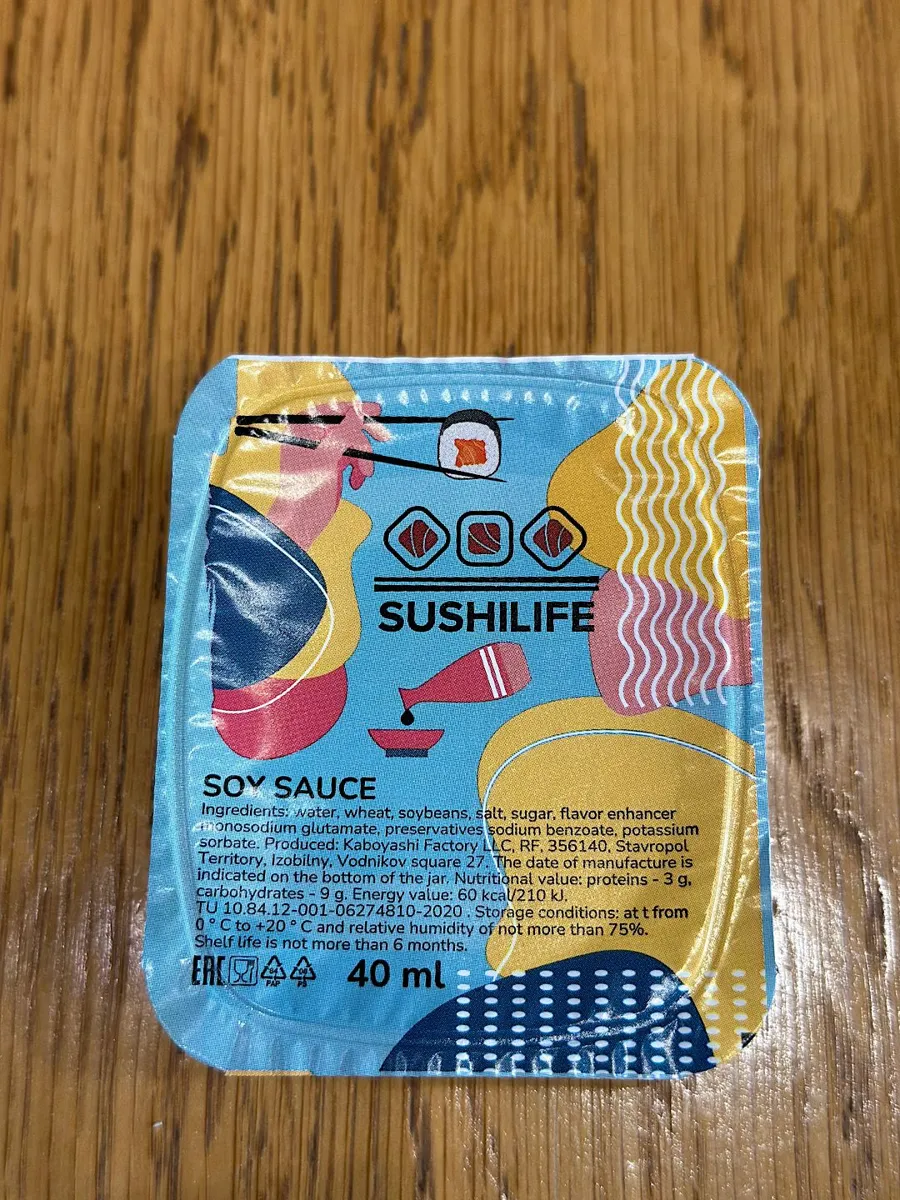 SUSHILIFE
SOY SAUCE
Ingredients: water, wheat, soybeans, salt, sugar, flavor enhancer
monosodium glutamate, preservatives sodium benzoate, potassium
sorbate. Produced: Kaboyashi Factory LLC, RF, 356140, Stavropol
Territory, Izobilny, Vodnikov square 27. The date of manufacture is
indicated on the bottom of the jar. Nutritional value: proteins - 3 g,
carbohydrates - 9 g. Energy value: 60 kcal/210 kJ.
TU 10.84.12-001-06274810-2020 . Storage conditions: at t from
0 ° C to +20 ° C and relative humidity of not more than 75%.
Shelf life is not more than 6 months.
EAC 04 PAP 06 PS 40 ml